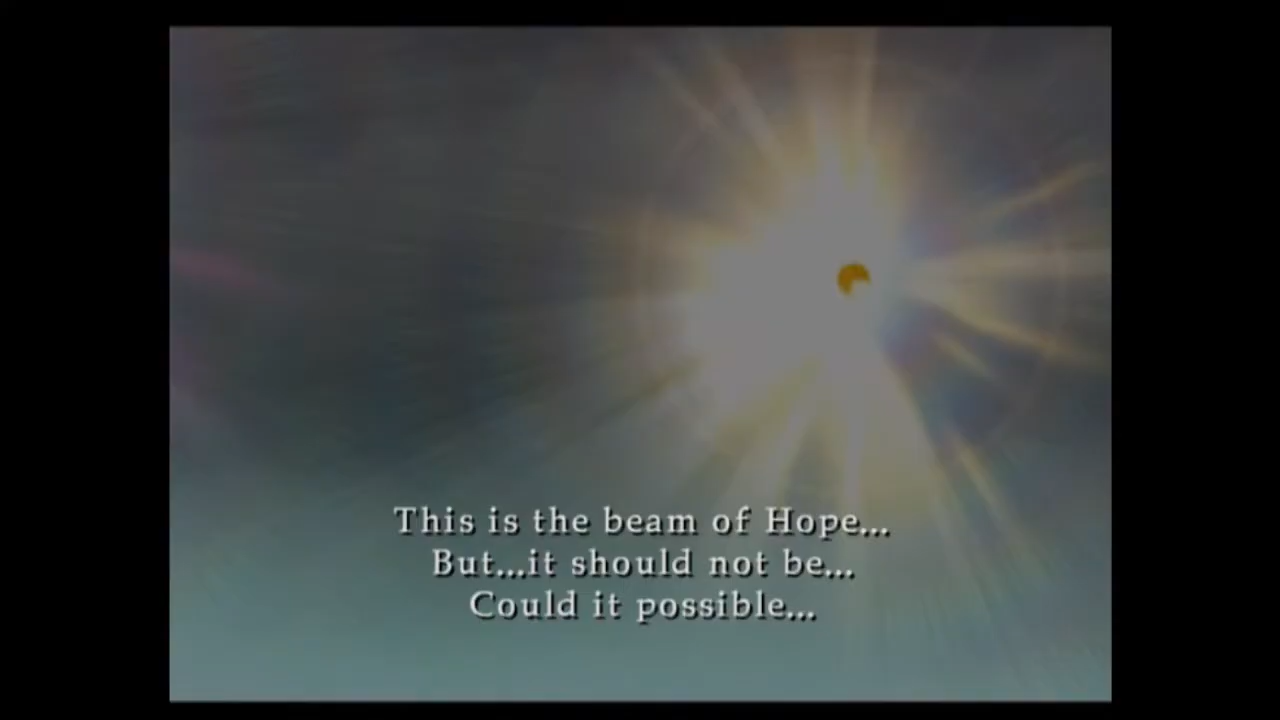 This is the beam of Hope...
But...it should not be...
Could it possible...